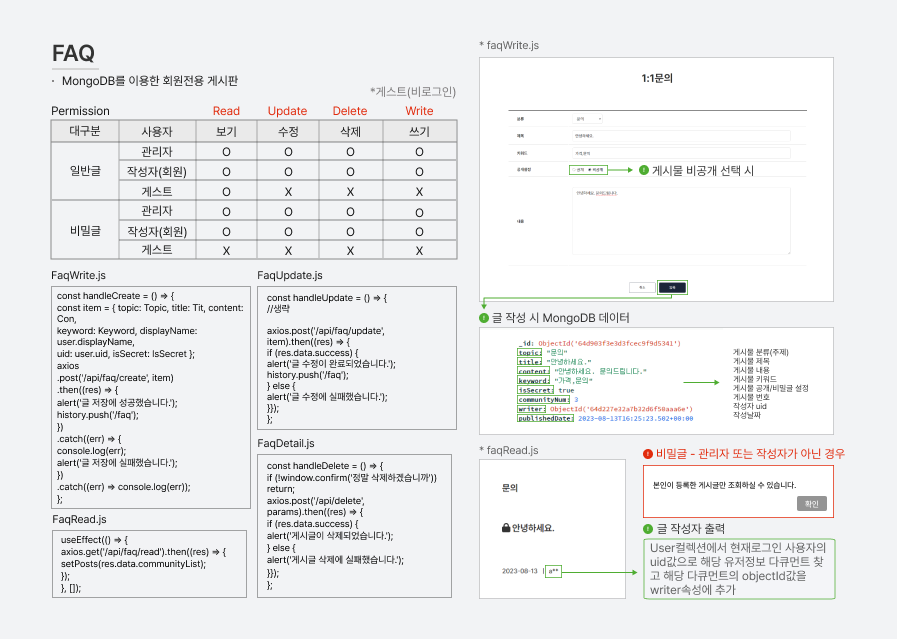 FAQ
· MongoDB를 이용한 회원전용 게시판
*게스트(비로그인)
Permission Read Update Delete Write
대구분 사용자 보기 수정 삭제 쓰기
일반글
관리자 O O O O
작성자(회원) O O O O
게스트 O X X X
비밀글
관리자 O O O O
작성자(회원) O O O O
게스트 X X X X
FaqWrite.js
const handleCreate = () => {
const item = { topic: Topic, title: Tit, content:
Con,
keyword: Keyword, displayName:
user.displayName,
uid: user.uid, isSecret: IsSecret };
axios
.post('/api/faq/create', item)
.then((res) => {
alert('글 저장에 성공했습니다.');
history.push('/faq');
})
.catch((err) => {
console.log(err);
alert('글 저장에 실패했습니다.');
})
.catch((err) => console.log(err));
};
FaqRead.js
useEffect(() => {
axios.get('/api/faq/read').then((res) => {
setPosts(res.data.communityList);
});
}, []);
FaqUpdate.js
const handleUpdate = () => {
//생략
axios.post('/api/faq/update',
item).then((res) => {
if (res.data.success) {
alert('글 수정이 완료되었습니다.');
history.push('/faq');
} else {
alert('글 수정에 실패했습니다.');
}});
};
FaqDetail.js
const handleDelete = () => {
if (!window.confirm('정말 삭제하겠습니까'))
return;
axios.post('/api/delete',
params).then((res) => {
if (res.data.success) {
alert('게시글이 삭제되었습니다.');
} else {
alert('게시글 삭제에 실패했습니다.');
}});
};
* faqWrite.js
1:1문의
분류 문의
제목 안녕하세요.
키워드 가격,문의
공개설정 공개 비공개
게시물 비공개 선택 시
내용 안녕하세요. 문의드립니다.
취소 등록
글 작성 시 MongoDB 데이터
_id: ObjectId('64d903f3e3d3fcec9f9d5341')
topic: "문의"
title: "안녕하세요."
content: "안녕하세요. 문의드립니다."
keyword: "가격,문의"
isSecret: true
communityNum: 3
writer: ObjectId('64d227e32a7b32d6f59aaa6e')
publishedDate: 2023-08-13T16:25:23.502+00:00
게시물 분류(주제)
게시물 제목
게시물 내용
게시물 키워드
게시물 공개/비밀글 설정
게시물 번호
작성자 uid
작성날짜
* faqRead.js
문의
안녕하세요.
2023-08-13 | a**
비밀글 - 관리자 또는 작성자가 아닌 경우
본인이 등록한 게시글만 조회하실 수 있습니다.
확인
글 작성자 출력
User컬렉션에서 현재로그인 사용자의
uid값으로 해당 유저정보 다큐먼트 찾
고 해당 다큐먼트의 objectId값을
writer속성에 추가